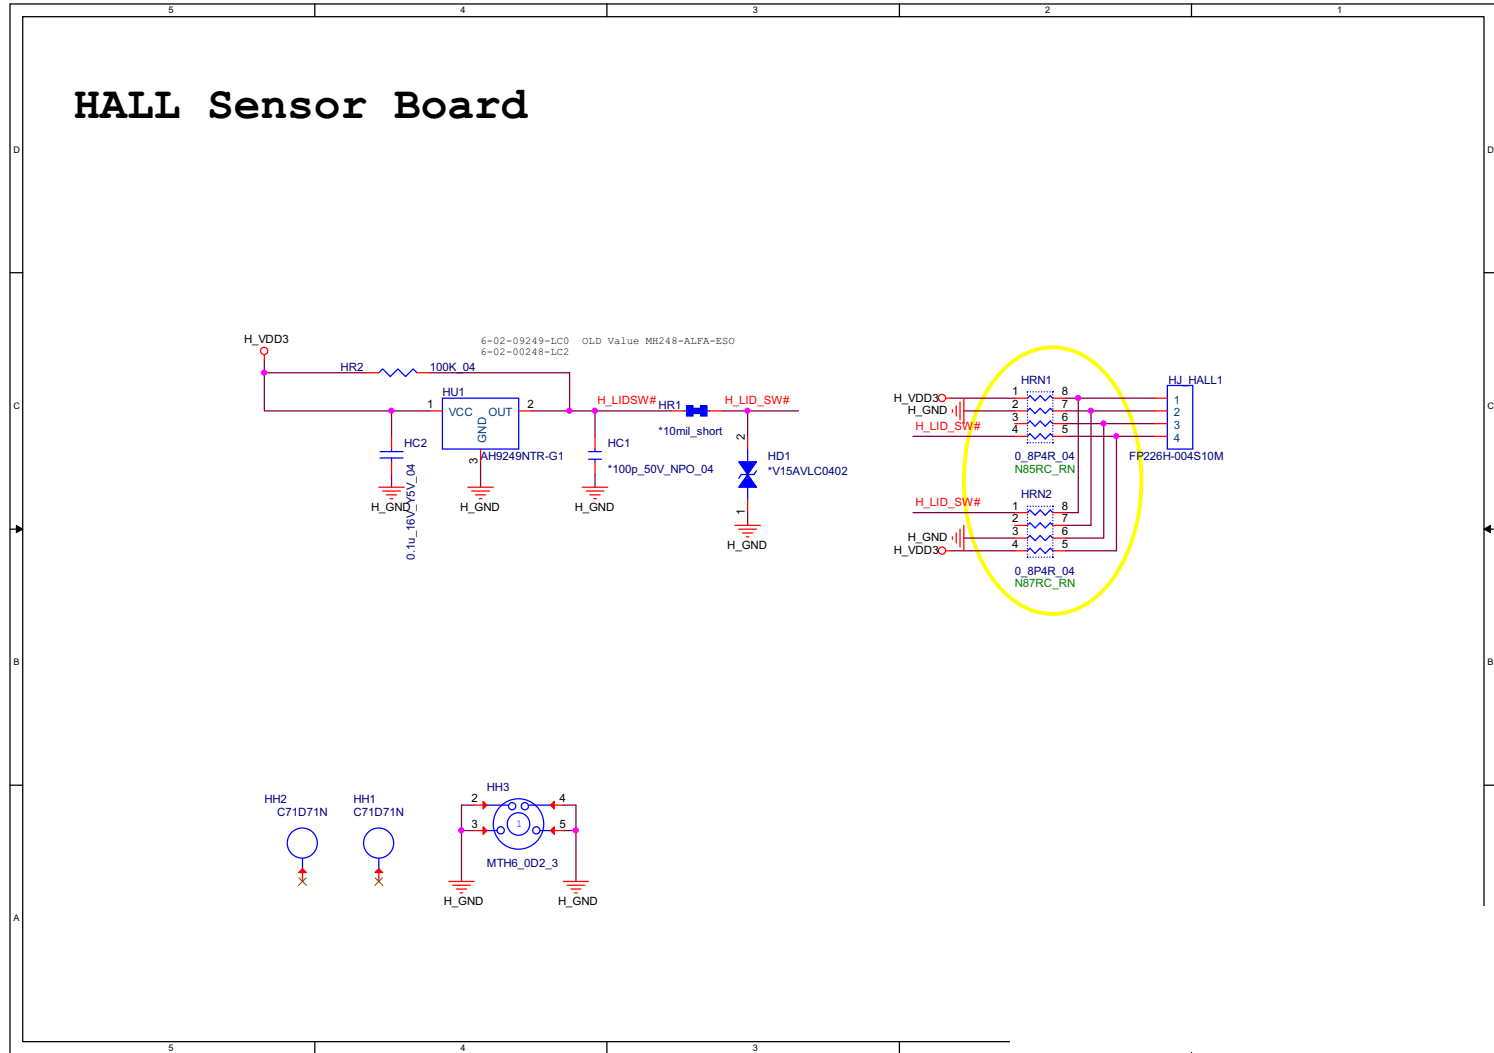 5 4 3 2 1
HALL Sensor Board
D D
H_VDD3
6-02-09249-LC0 OLD Value MH248-ALFA-ESO
6-02-00248-LC2
HR2 100K_04
HU1
1 VCC OUT 2
GND
3
AH9249NTR-G1
HC2
0.1u_16V_Y5V_04
H_GND
H_GND
H_LIDSW#
HR1
H_LID_SW#
*10mil_short
HC1
*100p_50V_NPO_04
H_GND
2
HD1
*V15AVLC0402
1
H_GND
C C
HRN1
HJ_HALL1
H_VDD3 1 8 1
H_GND 2 7 2
3 6 3
H_LID_SW# 4 5 4
0_8P4R_04
N85RC_RN
FP226H-004S10M
HRN2
H_LID_SW# 1 8
2 7
H_GND 3 6
H_VDD3 4 5
0_8P4R_04
N87RC_RN
B B
HH2
C71D71N
HH1
C71D71N
HH3
2 4
3 1 5
MTH6_0D2_3
H_GND H_GND
A
5 4 3